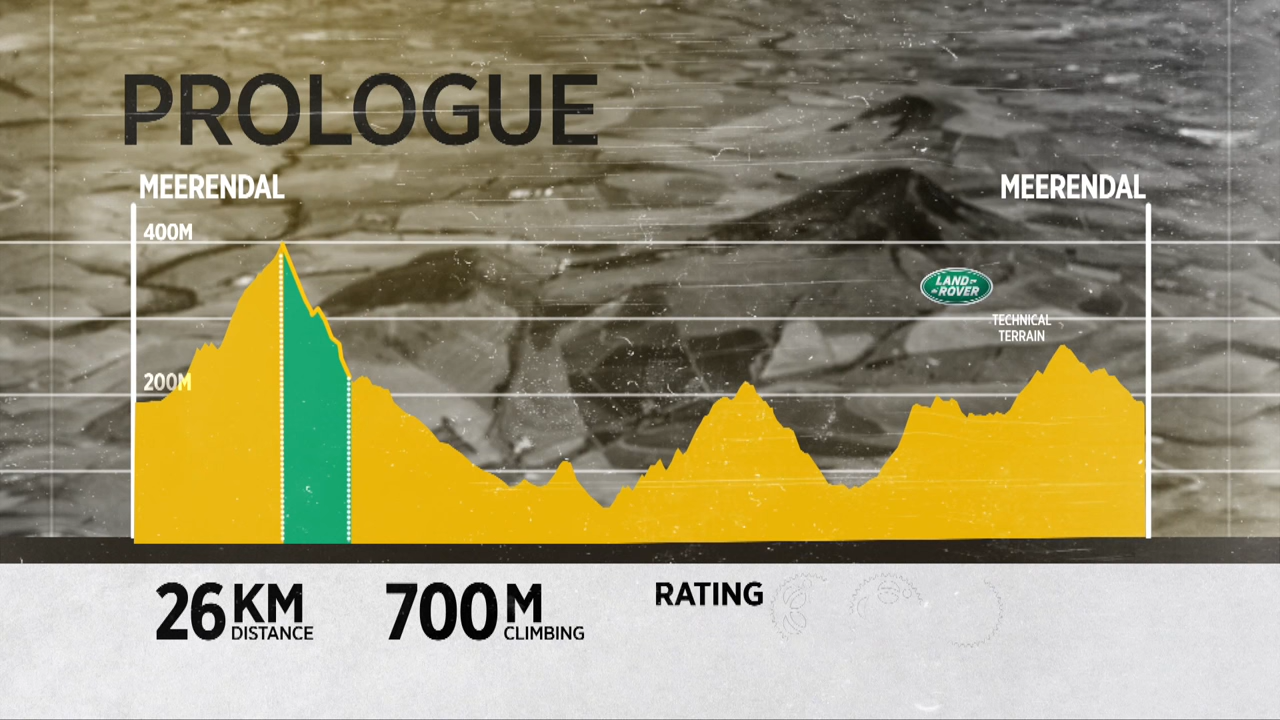 PROLOGUE
MEERENDAL
MEERENDAL
400M
LAND
ROVER
TECHNICAL
TERRAIN
200M
26 KM
DISTANCE
700 M
CLIMBING
RATING